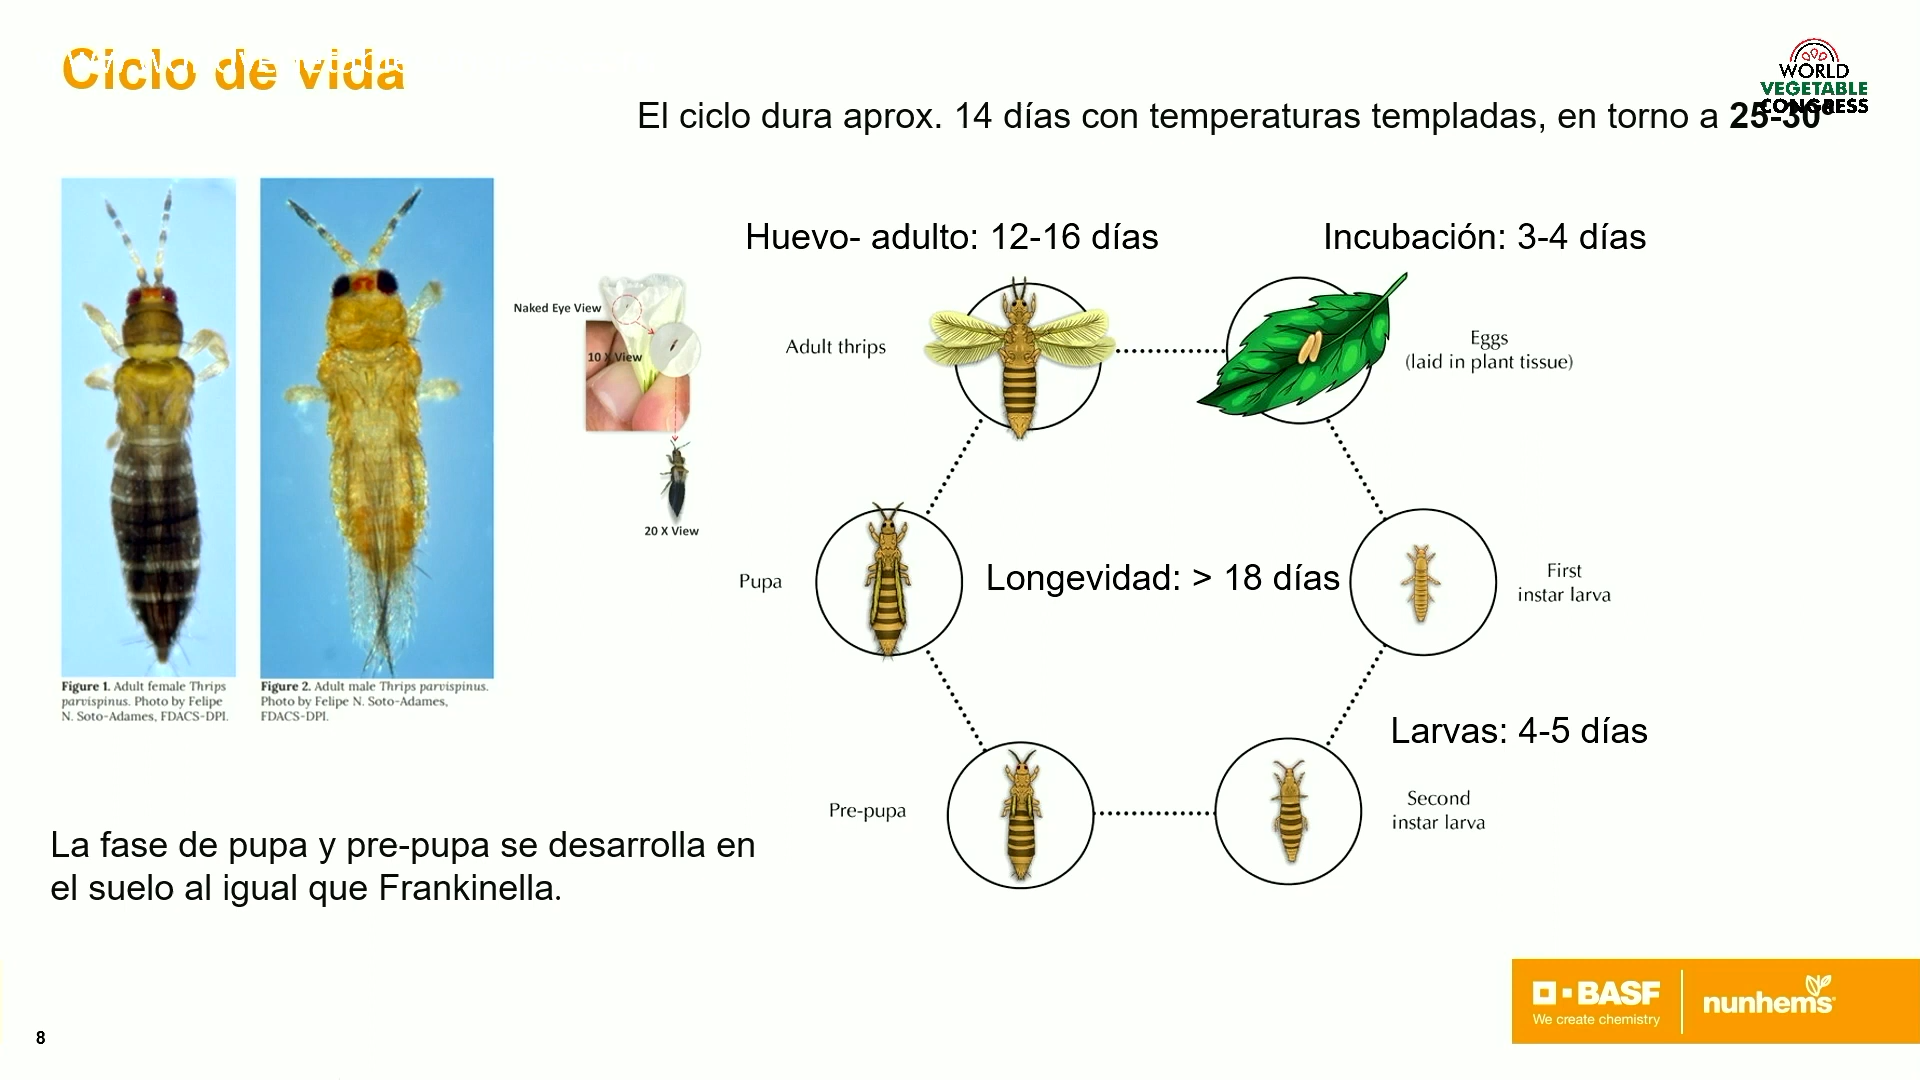 Ciclo de vida
WORLD
VEGETABLE
CONGRESS
El ciclo dura aprox. 14 días con temperaturas templadas, en torno a 25-30º
Huevo- adulto: 12-16 días
Incubación: 3-4 días
Naked Eye View
10 X View
20 X View
Adult thrips
Eggs
(laid in plant tissue)
Pupa
Longevidad: > 18 días
First
instar larva
Figure 1. Adult female Thrips
parvispinus. Photo by Felipe
N. Soto-Adames, FDACS-DPI.
Figure 2. Adult male Thrips parvispinus.
Photo by Felipe N. Soto-Adames,
FDACS-DPI.
Larvas: 4-5 días
Pre-pupa
Second
instar larva
La fase de pupa y pre-pupa se desarrolla en
el suelo al igual que Frankinella.
BASF
We create chemistry
nunhems
8